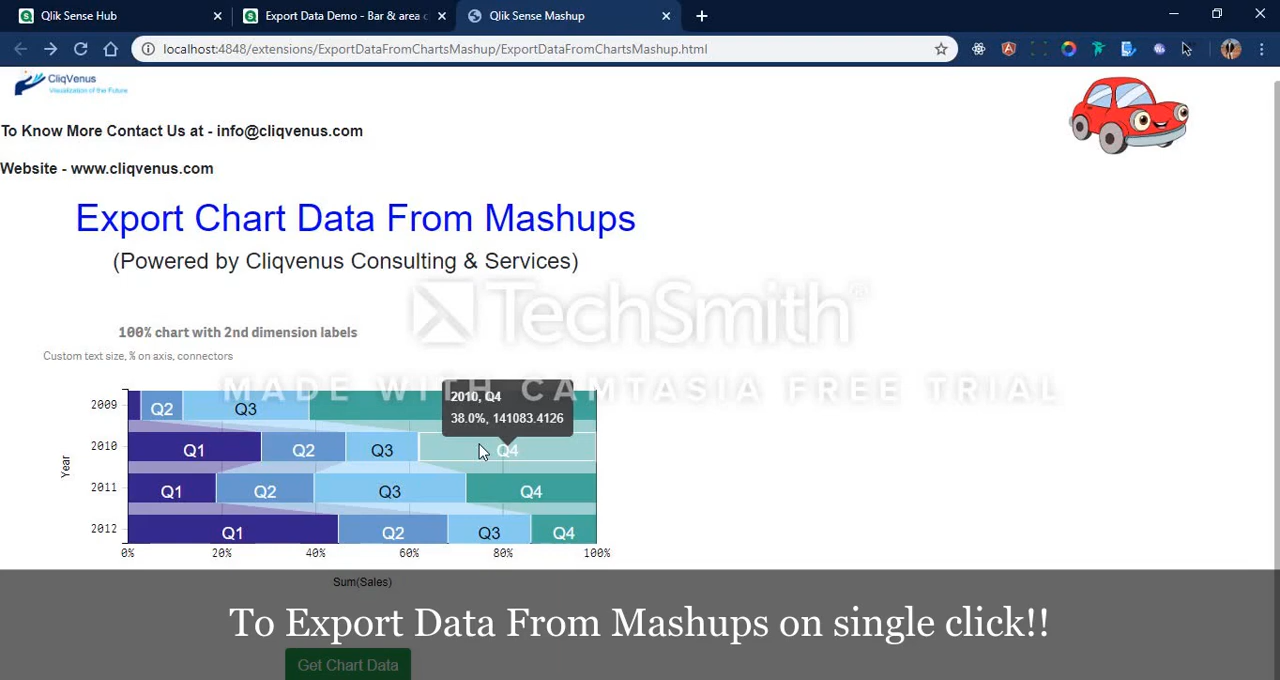 Qlik Sense Hub
Export Data Demo - Bar & area c
Qlik Sense Mashup
localhost:4848/extensions/ExportDataFromChartsMashup/ExportDataFromChartsMashup.html
CliqVenus
Visualization of the Future
To Know More Contact Us at - info@cliqvenus.com
Website - www.cliqvenus.com
Export Chart Data From Mashups
(Powered by Cliqvenus Consulting & Services)
TechSmith
MADE WITH CAMTASIA FREE TRIAL
100% chart with 2nd dimension labels
Custom text size, % on axis, connectors
2010, Q4
38.0%, 141083.4126
2009 Q2 Q3
2010 Q1 Q2 Q3 Q4
2011 Q1 Q2 Q3 Q4
2012 Q1 Q2 Q3 Q4
Year
0% 20% 40% 60% 80% 100%
Sum(Sales)
To Export Data From Mashups on single click!!
Get Chart Data